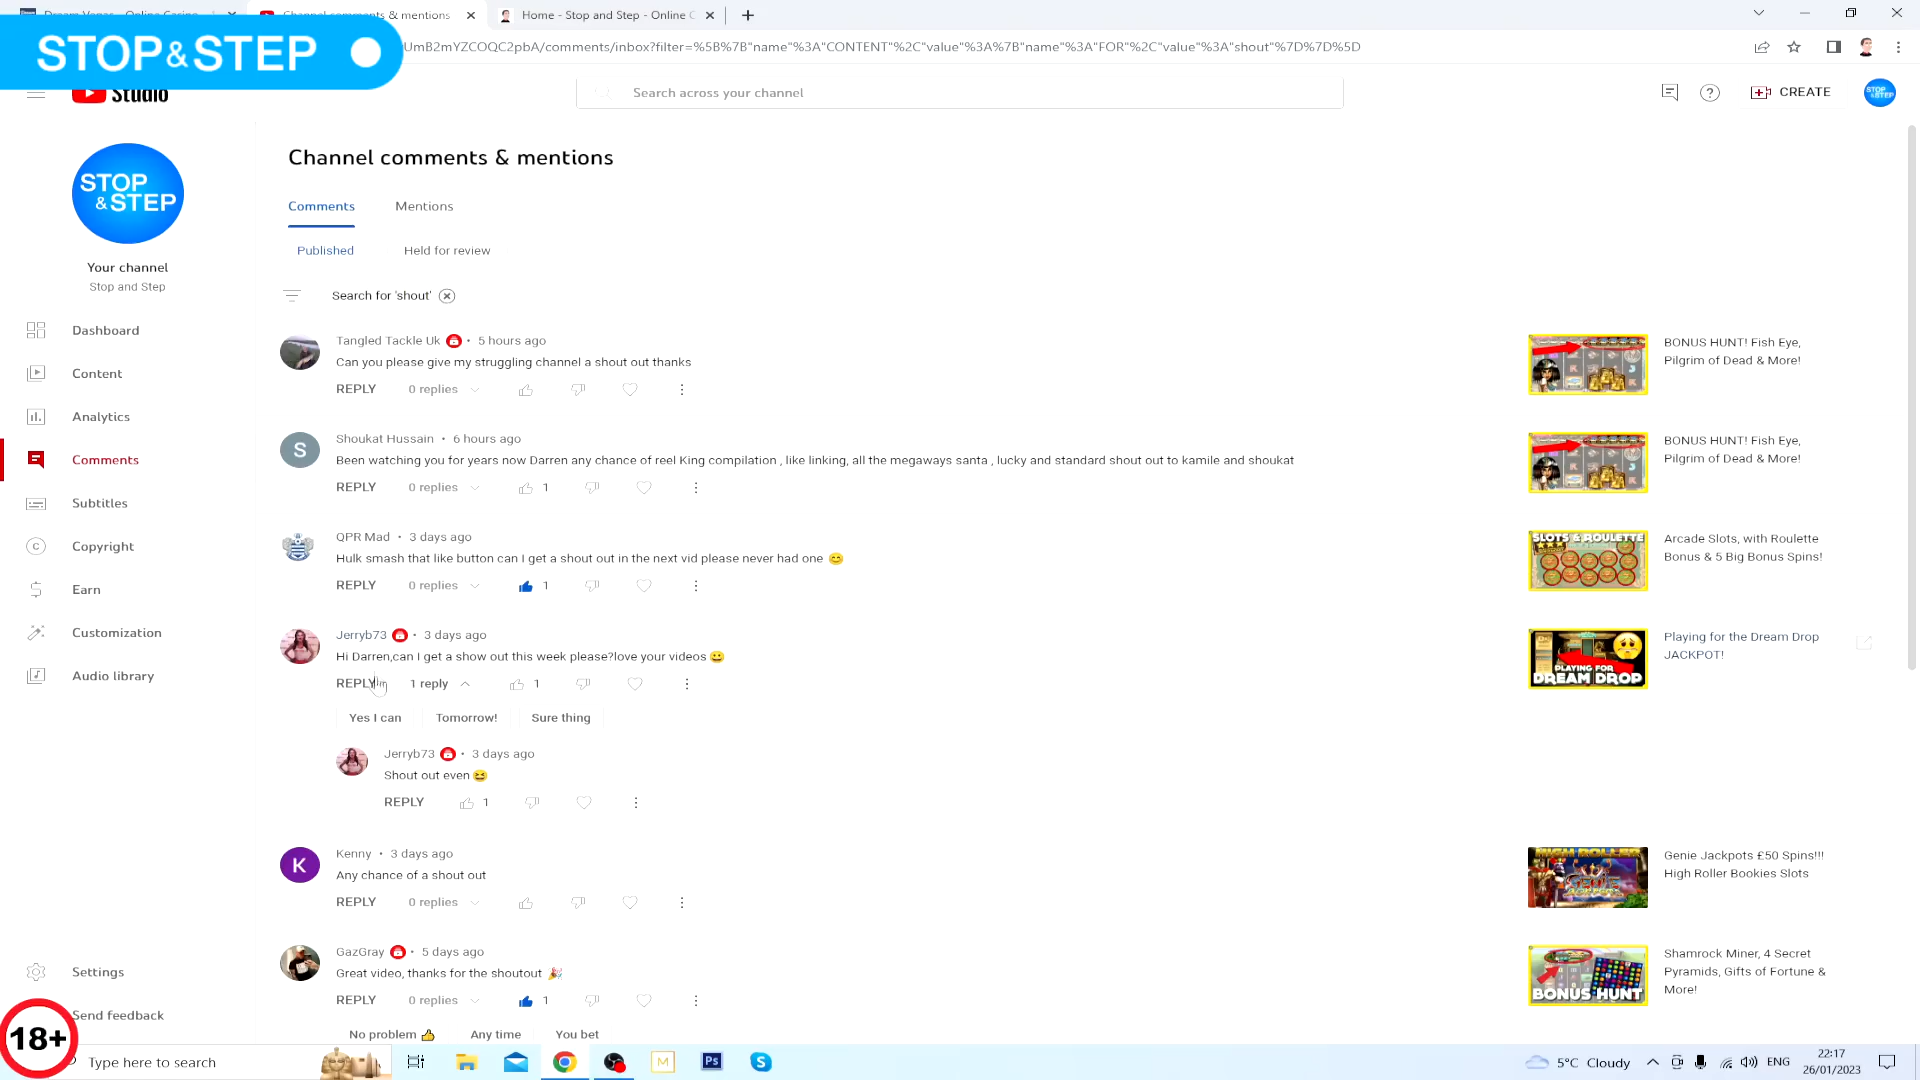 Channel comments & mentions
Home - Stop and Step - Online C
STOP&STEP
UmB2mYZCOQC2pbA/comments/inbox?filter=%5B%7B"name"%3A"CONTENT"%2C"value"%3A%7B"name"%3A"FOR"%2C"value"%3A"shout"%7D%7D%5D
Studio
Search across your channel
CREATE
STOP
&STEP
Channel comments & mentions
Comments
Mentions
Published
Held for review
Search for 'shout'
STOP
& STEP
Your channel
Stop and Step
Dashboard
Content
Analytics
Comments
Subtitles
Copyright
Earn
Customization
Audio library
Settings
Send feedback
Tangled Tackle Uk • 5 hours ago
Can you please give my struggling channel a shout out thanks
REPLY 0 replies
BONUS HUNT! Fish Eye,
Pilgrim of Dead & More!
S
Shoukat Hussain • 6 hours ago
Been watching you for years now Darren any chance of reel King compilation , like linking, all the megaways santa , lucky and standard shout out to kamile and shoukat
REPLY 0 replies 1
BONUS HUNT! Fish Eye,
Pilgrim of Dead & More!
QPR Mad • 3 days ago
Hulk smash that like button can I get a shout out in the next vid please never had one 😊
REPLY 0 replies 1
SLOTS & ROULETTE
Arcade Slots, with Roulette
Bonus & 5 Big Bonus Spins!
Jerryb73 • 3 days ago
Hi Darren,can I get a show out this week please?love your videos 😀
REPLY 1 reply 1
Yes I can
Tomorrow!
Sure thing
PLAYING FOR
DREAM DROP
Playing for the Dream Drop
JACKPOT!
Jerryb73 • 3 days ago
Shout out even 😆
REPLY 1
K
Kenny • 3 days ago
Any chance of a shout out
REPLY 0 replies
HIGH ROLLER
Genie Jackpots £50 Spins!!!
High Roller Bookies Slots
GazGray • 5 days ago
Great video, thanks for the shoutout 🎉
REPLY 0 replies 1
No problem 👍
Any time
You bet
BONUS HUNT
Shamrock Miner, 4 Secret
Pyramids, Gifts of Fortune &
More!
18+
Type here to search
M
Ps
S
5°C Cloudy
ENG
22:17
26/01/2023